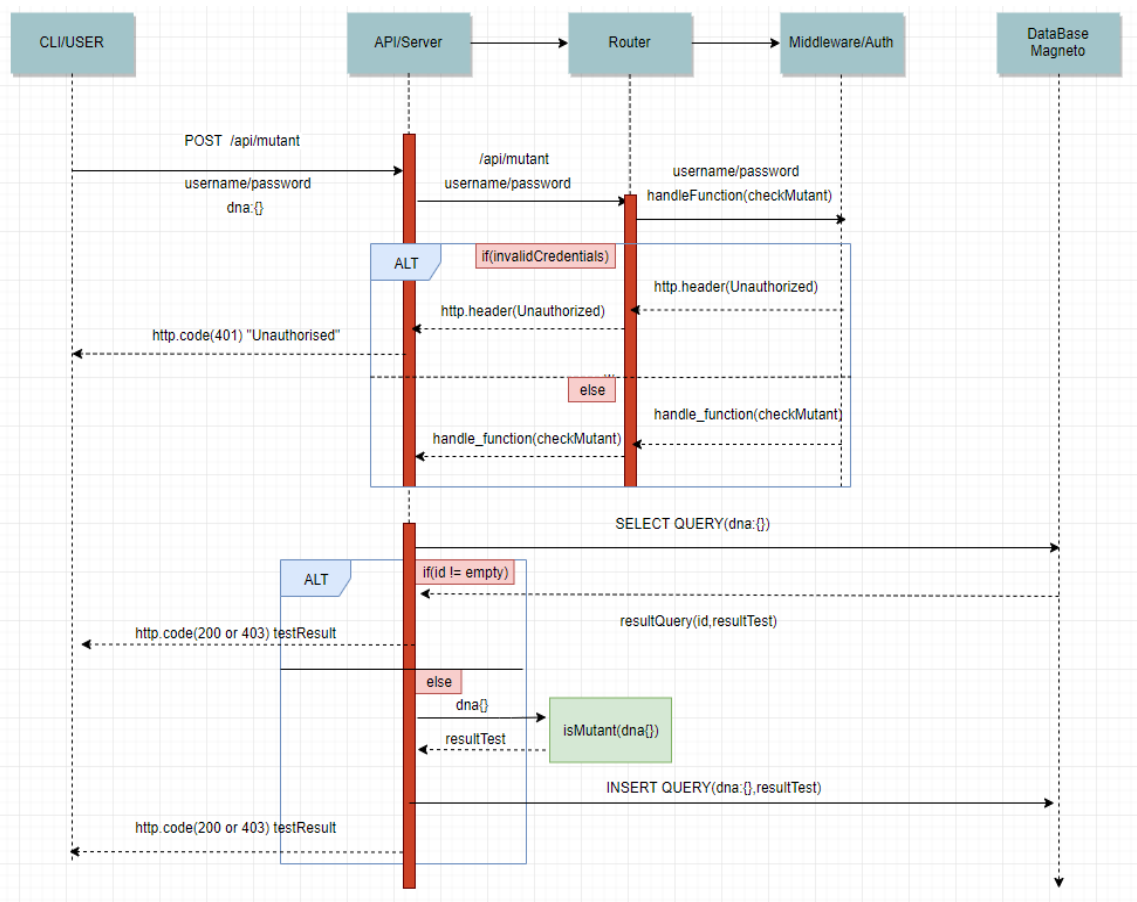 CLI/USER
API/Server
Router
Middleware/Auth
DataBase
Magneto
POST /api/mutant
username/password
dna:{}
/api/mutant
username/password
username/password
handleFunction(checkMutant)
ALT
if(invalidCredentials)
http.header(Unauthorized)
http.header(Unauthorized)
http.code(401) "Unauthorised"
else
handle_function(checkMutant)
handle_function(checkMutant)
SELECT QUERY(dna:{})
ALT
if(id != empty)
resultQuery(id,resultTest)
http.code(200 or 403) testResult
else
dna{}
isMutant(dna{})
resultTest
INSERT QUERY(dna:{},resultTest)
http.code(200 or 403) testResult